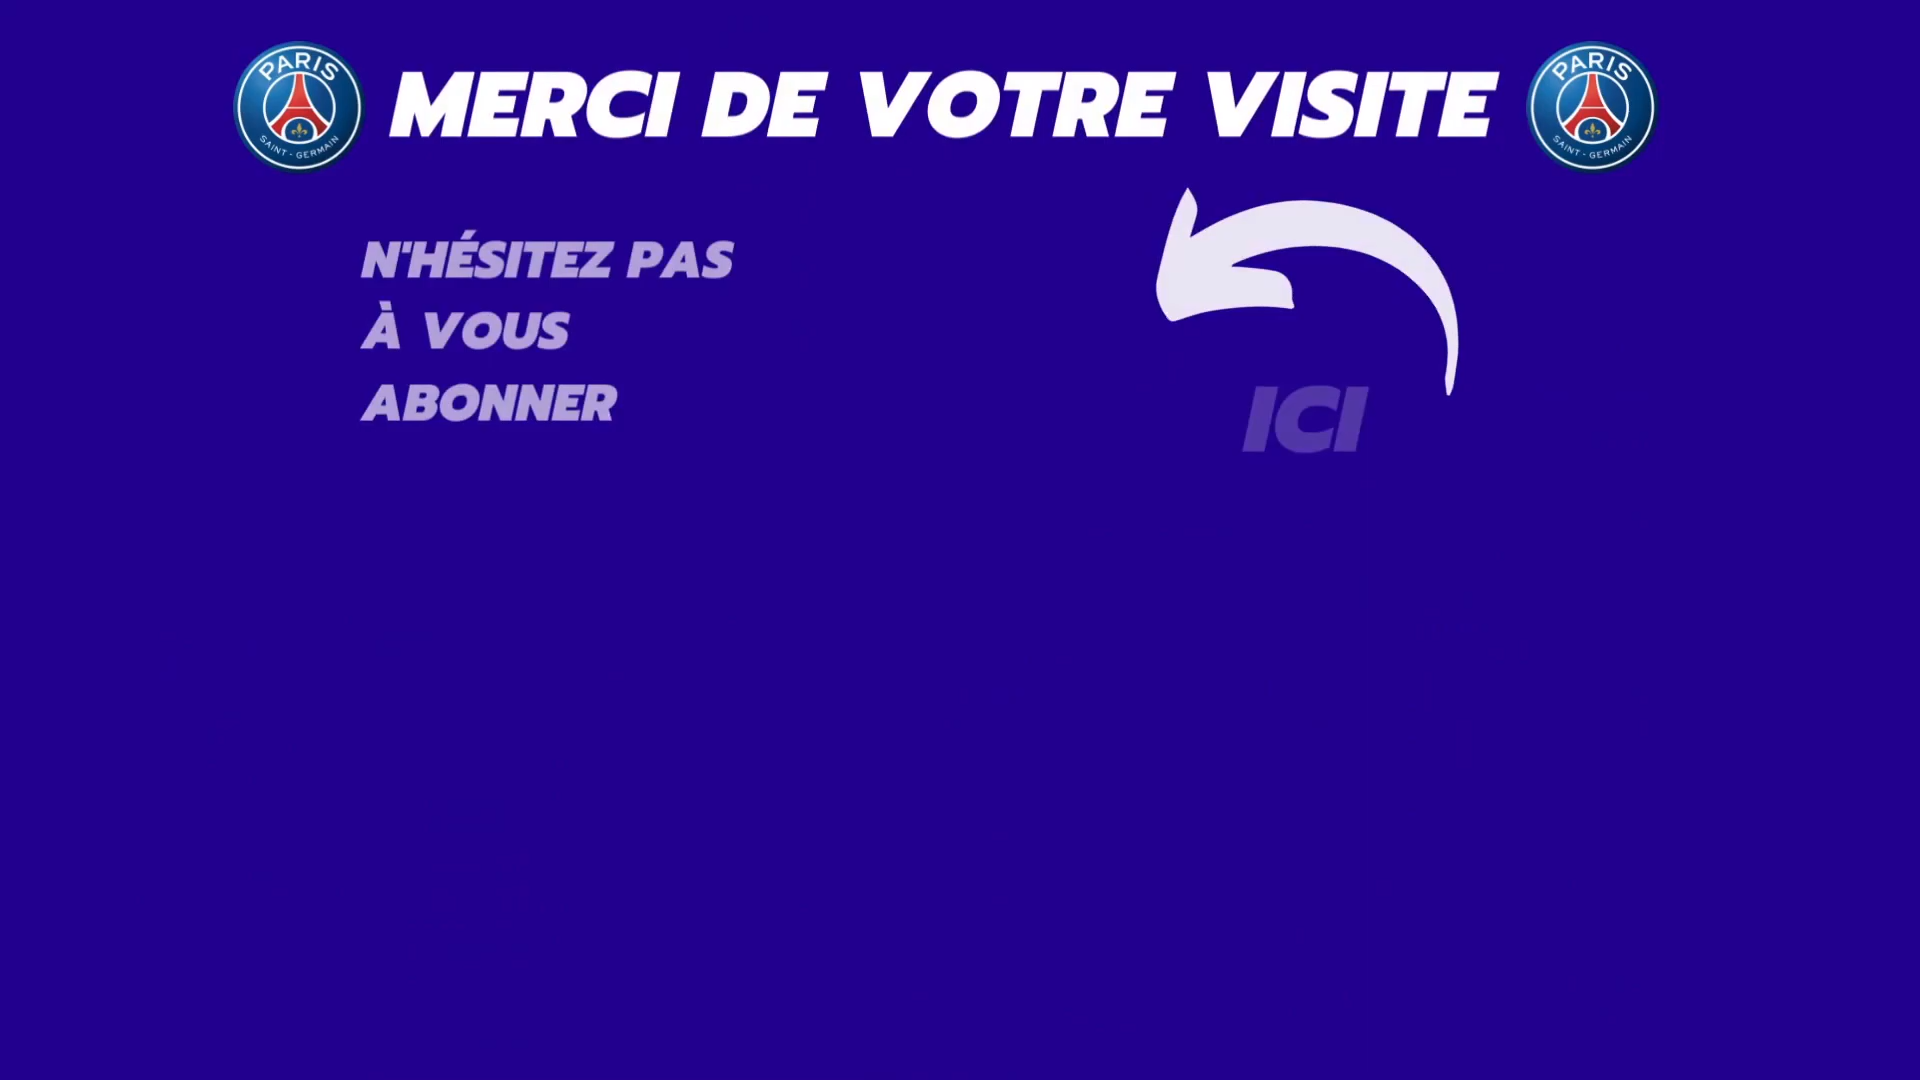 PARIS
SAINT - GERMAIN
MERCI DE VOTRE VISITE
PARIS
SAINT - GERMAIN
N'HÉSITEZ PAS
À VOUS
ABONNER
ICI